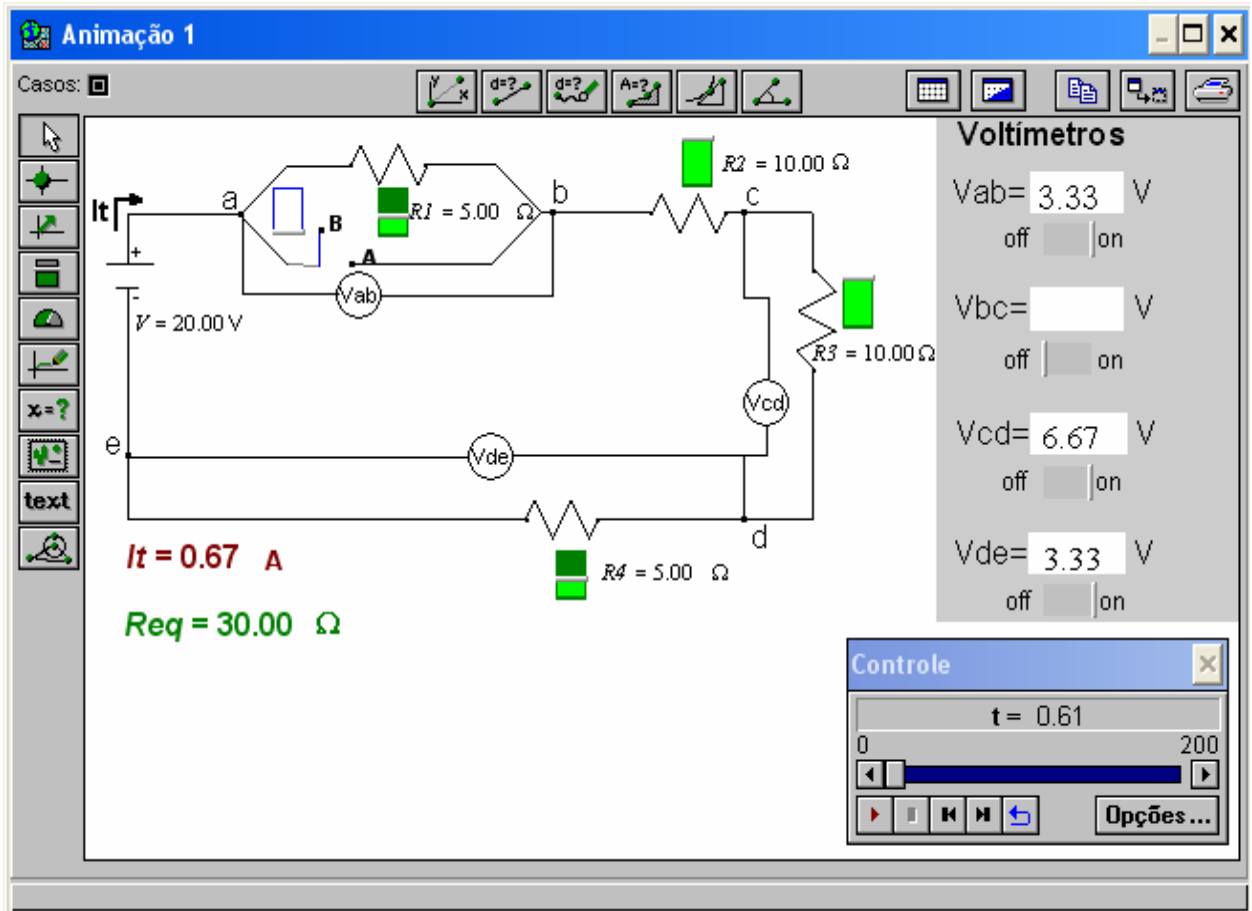 Animação 1
Casos:
y x
d=?
d=?
A=?
x=?
text
It
a
B
A
b
c
d
e
+
-
R1 = 5.00 Ω
R2 = 10.00 Ω
R3 = 10.00 Ω
R4 = 5.00 Ω
Vab
Vcd
Vde
V = 20.00 V
It = 0.67 A
Req = 30.00 Ω
Voltímetros
Vab= 3.33 V
off on
Vbc= V
off on
Vcd= 6.67 V
off on
Vde= 3.33 V
off on
Controle
t = 0.61
0 200
Opções...